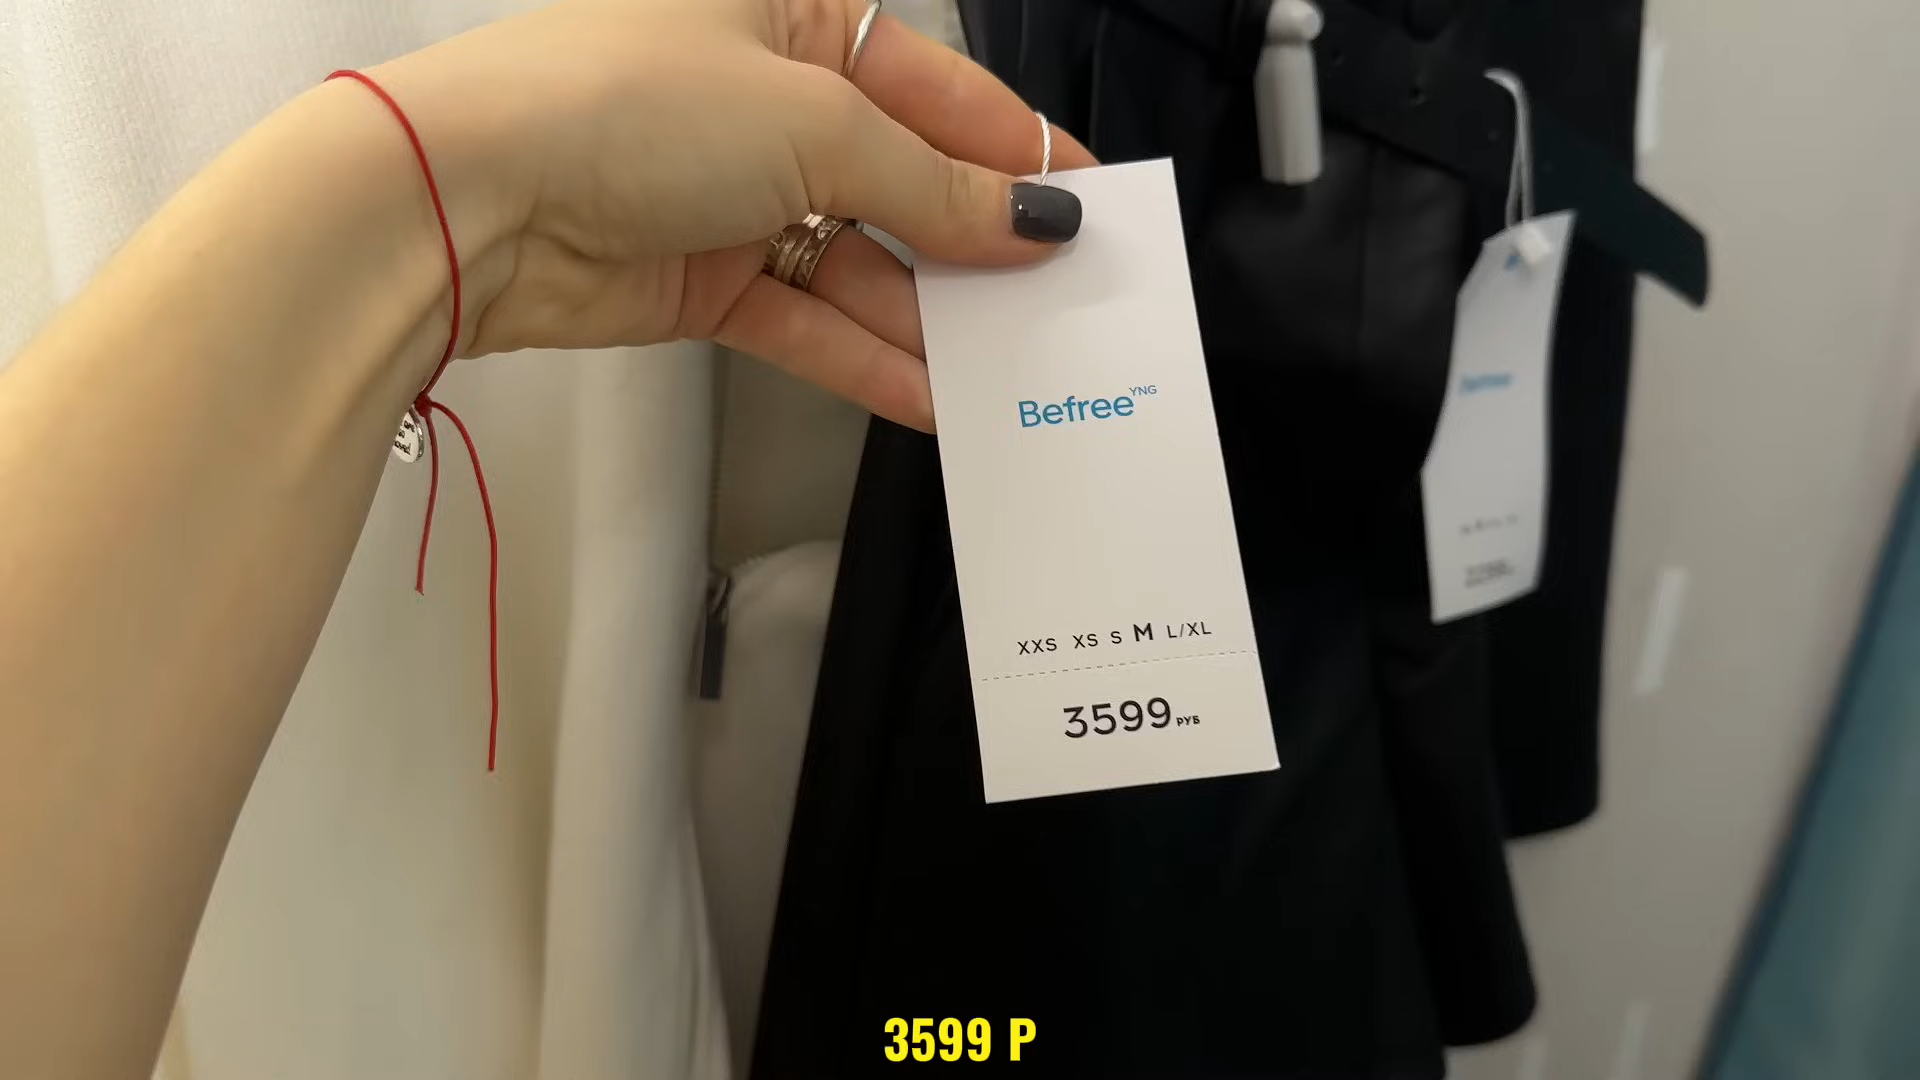 Befree YNG
XXS XS S M L/XL
3599 РУБ
3599 Р